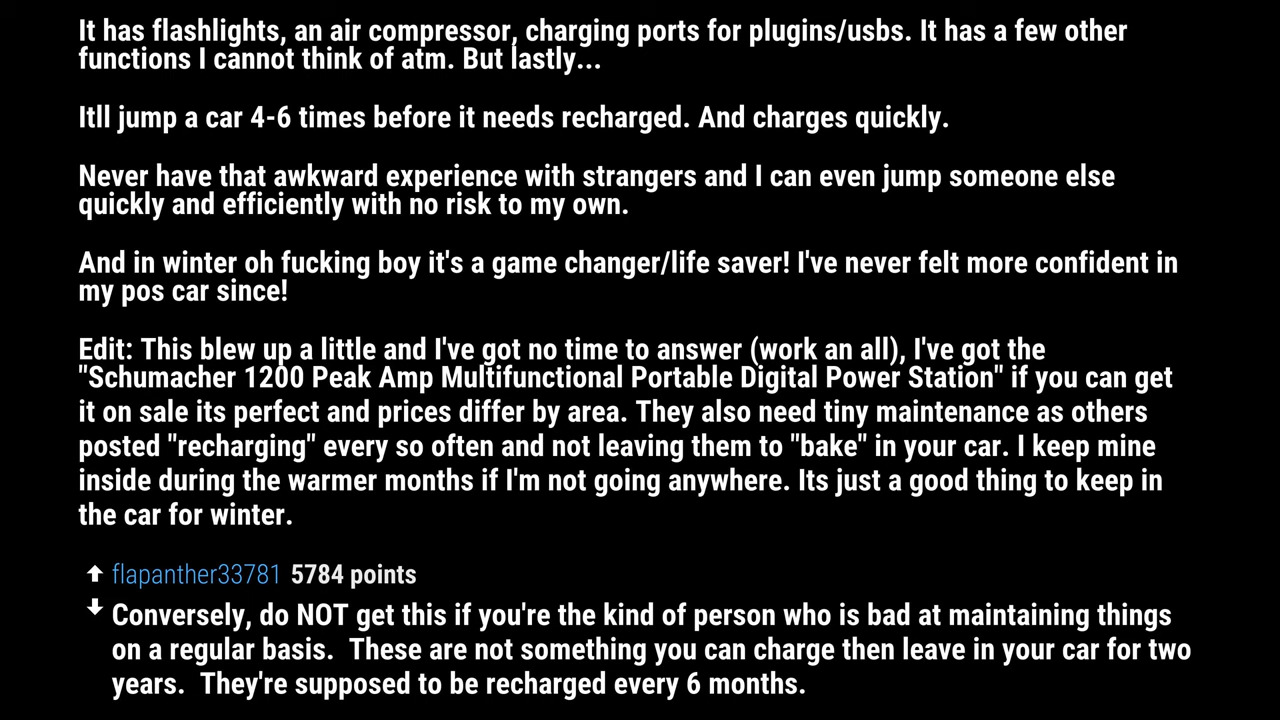 It has flashlights, an air compressor, charging ports for plugins/usbs. It has a few other
functions I cannot think of atm. But lastly...
Itll jump a car 4-6 times before it needs recharged. And charges quickly.
Never have that awkward experience with strangers and I can even jump someone else
quickly and efficiently with no risk to my own.
And in winter oh fucking boy it's a game changer/life saver! I've never felt more confident in
my pos car since!
Edit: This blew up a little and I've got no time to answer (work an all), I've got the
"Schumacher 1200 Peak Amp Multifunctional Portable Digital Power Station" if you can get
it on sale its perfect and prices differ by area. They also need tiny maintenance as others
posted "recharging" every so often and not leaving them to "bake" in your car. I keep mine
inside during the warmer months if I'm not going anywhere. Its just a good thing to keep in
the car for winter.
flapanther33781 5784 points
Conversely, do NOT get this if you're the kind of person who is bad at maintaining things
on a regular basis.  These are not something you can charge then leave in your car for two
years.  They're supposed to be recharged every 6 months.